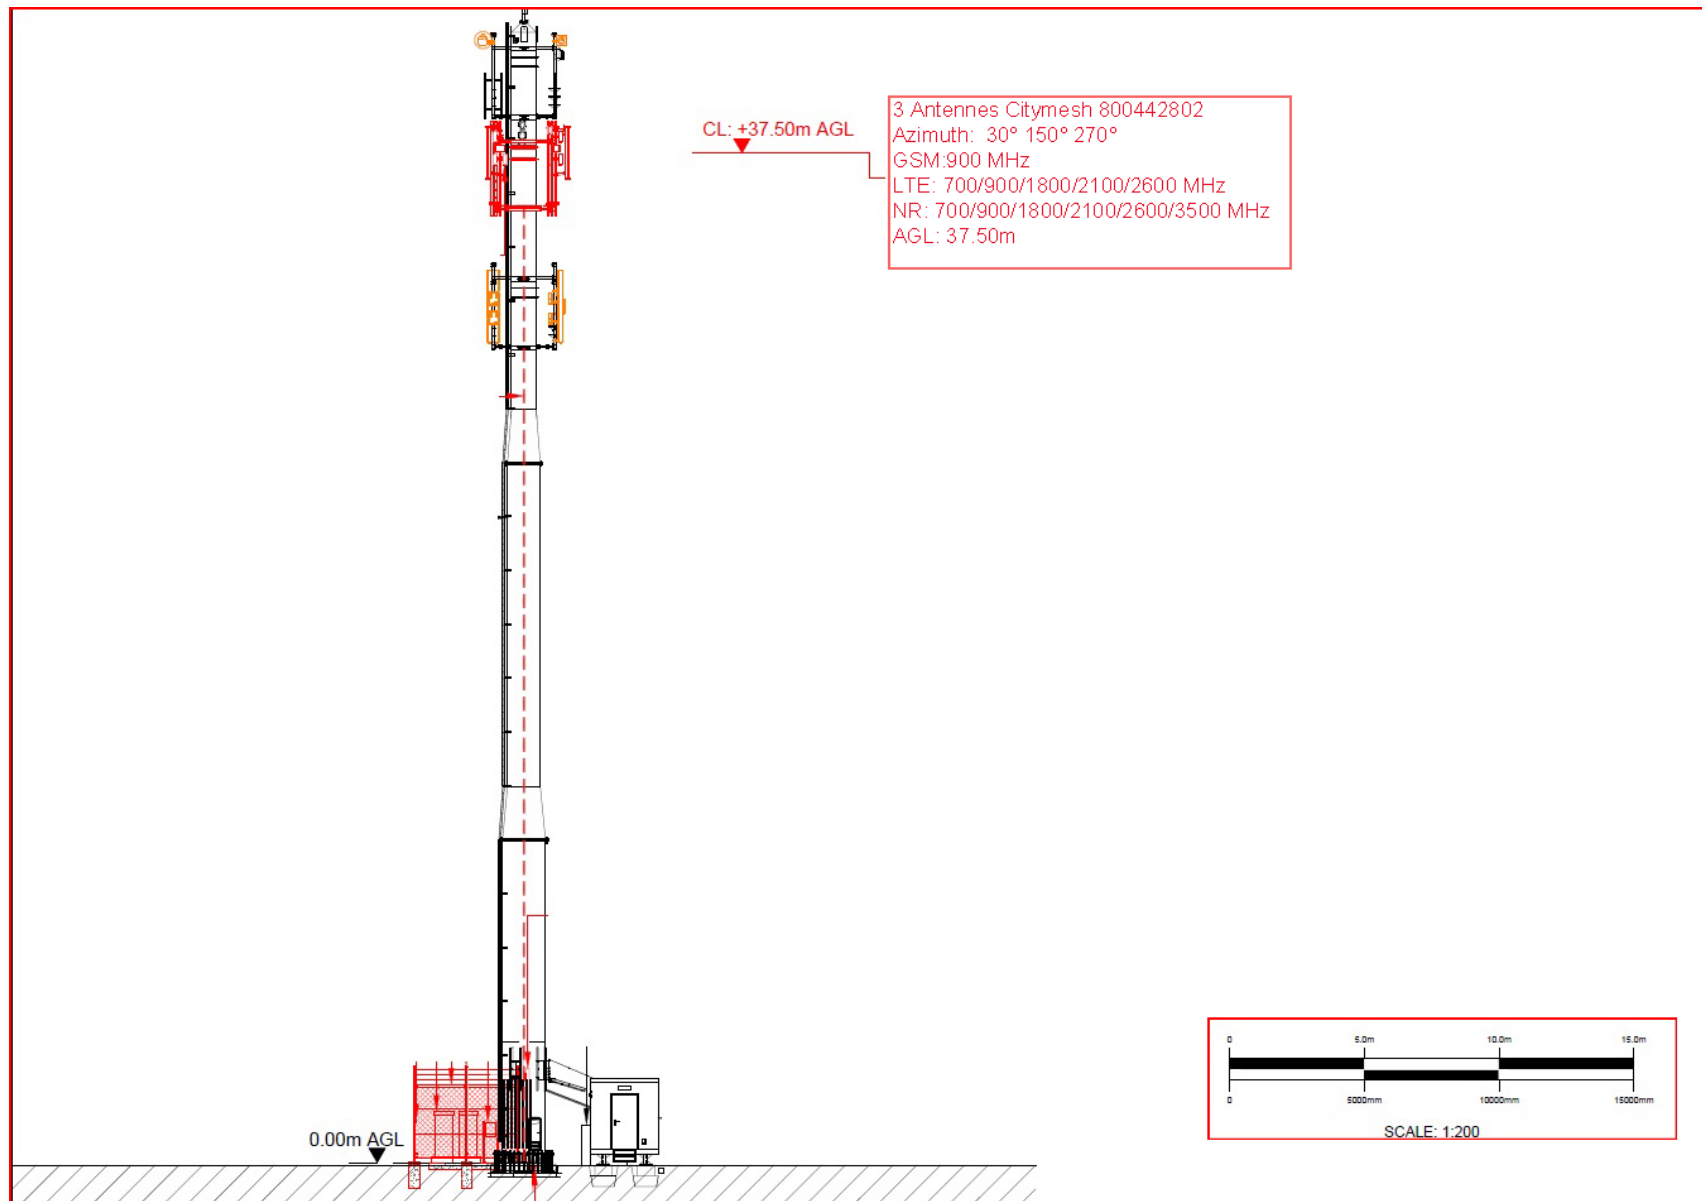 CL: +37.50m AGL
3 Antennes Citymesh 800442802
Azimuth: 30° 150° 270°
GSM:900 MHz
LTE: 700/900/1800/2100/2600 MHz
NR: 700/900/1800/2100/2600/3500 MHz
AGL: 37.50m
0 5.0m 10.0m 15.0m
0 5000mm 10000mm 15000mm
SCALE: 1:200
0.00m AGL